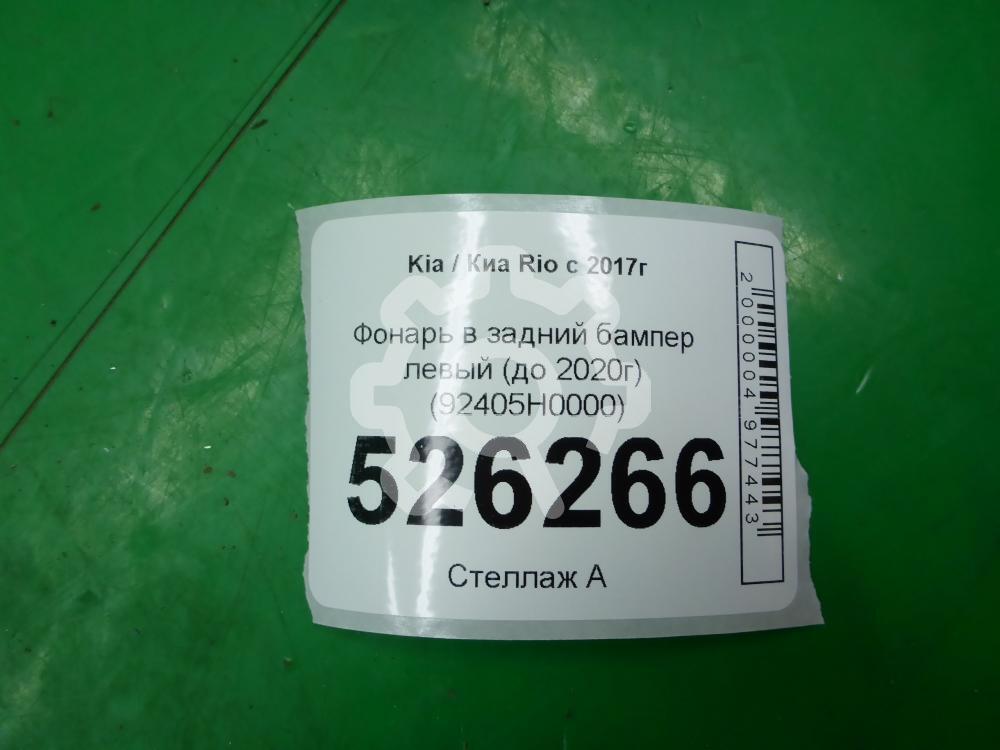 Kia / Киа Rio с 2017г
Фонарь в задний бампер
левый (до 2020г)
(92405H0000)
526266
Стеллаж А
2000004977443